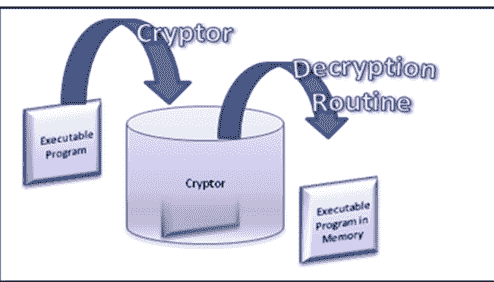 Cryptor
Decryption
Routine
Executable
Program
Cryptor
Executable
Program in
Memory